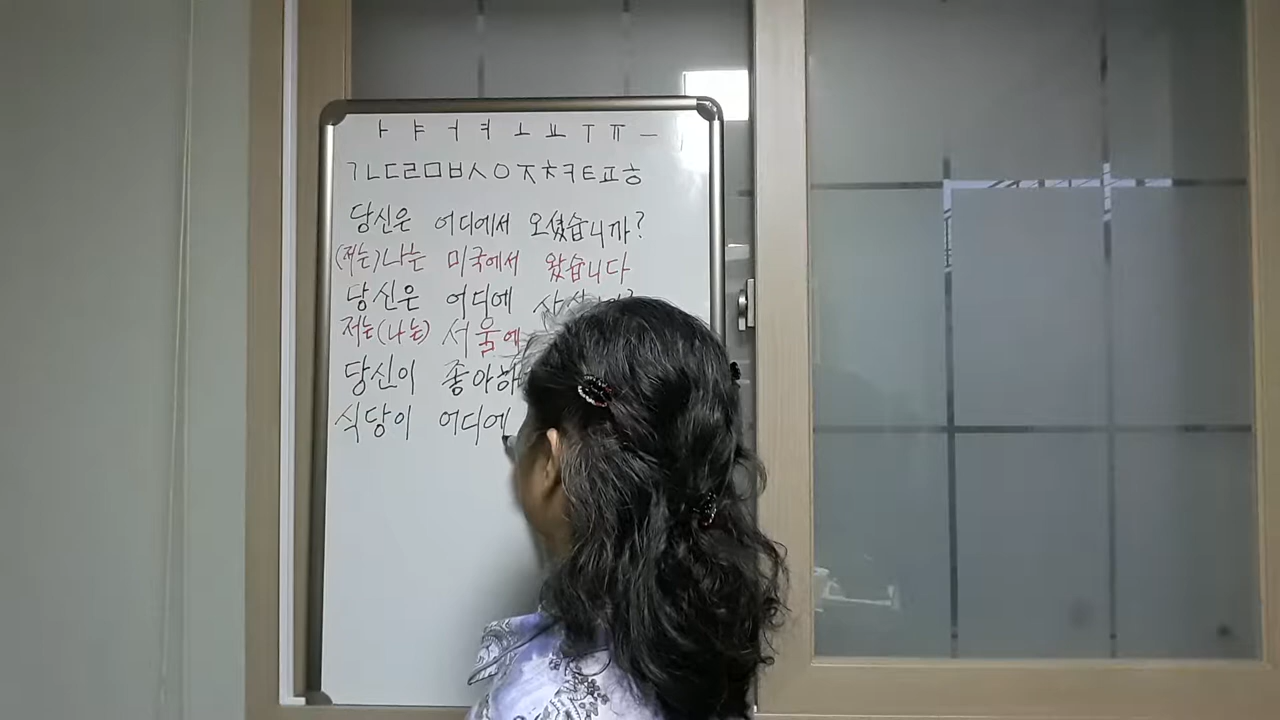 ㅏ ㅑ ㅓ ㅕ ㅗ ㅛ ㅜ ㅠ ㅡ ㅣ
ㄱㄴㄷㄹㅁㅂㅅㅇㅈㅊㅋㅌㅍㅎ
당신은 어디에서 오셨습니까?
(저는) 나는 미국에서 왔습니다
당신은 어디에
저는(나는) 서울에
당신이 좋아하
식당이 어디에